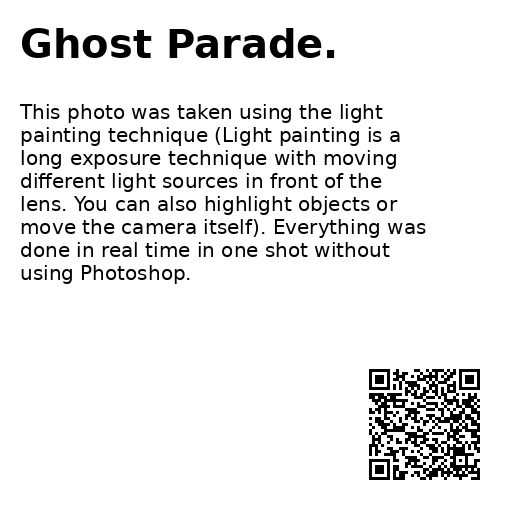 Ghost Parade.
This photo was taken using the light
painting technique (Light painting is a
long exposure technique with moving
different light sources in front of the
lens. You can also highlight objects or
move the camera itself). Everything was
done in real time in one shot without
using Photoshop.